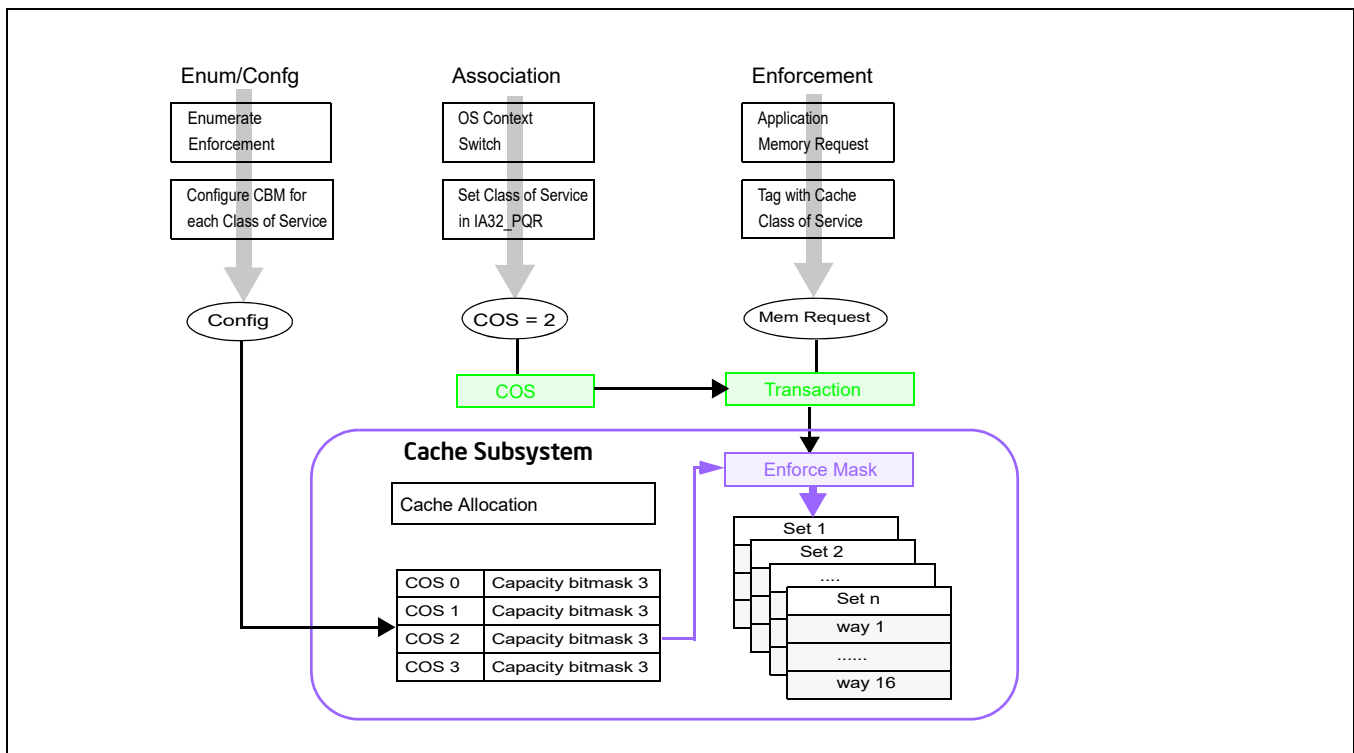 Enum/Confg
Enumerate
Enforcement
Configure CBM for
each Class of Service
Config
Association
OS Context
Switch
Set Class of Service
in IA32_PQR
COS = 2
COS
Enforcement
Application
Memory Request
Tag with Cache
Class of Service
Mem Request
Transaction
Cache Subsystem
Cache Allocation
COS 0 Capacity bitmask 3
COS 1 Capacity bitmask 3
COS 2 Capacity bitmask 3
COS 3 Capacity bitmask 3
Enforce Mask
Set 1
Set 2
....
Set n
way 1
......
way 16